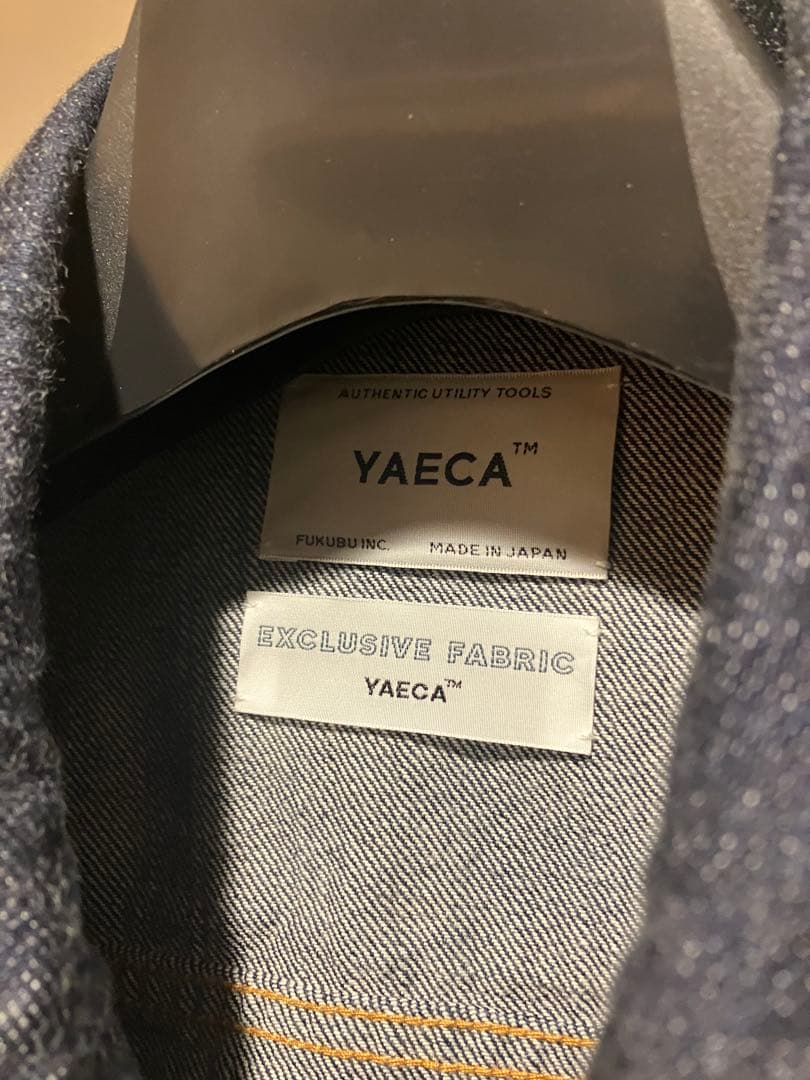 AUTHENTIC UTILITY TOOLS
YAECA™
FUKUBU INC. MADE IN JAPAN
EXCLUSIVE FABRIC
YAECA™